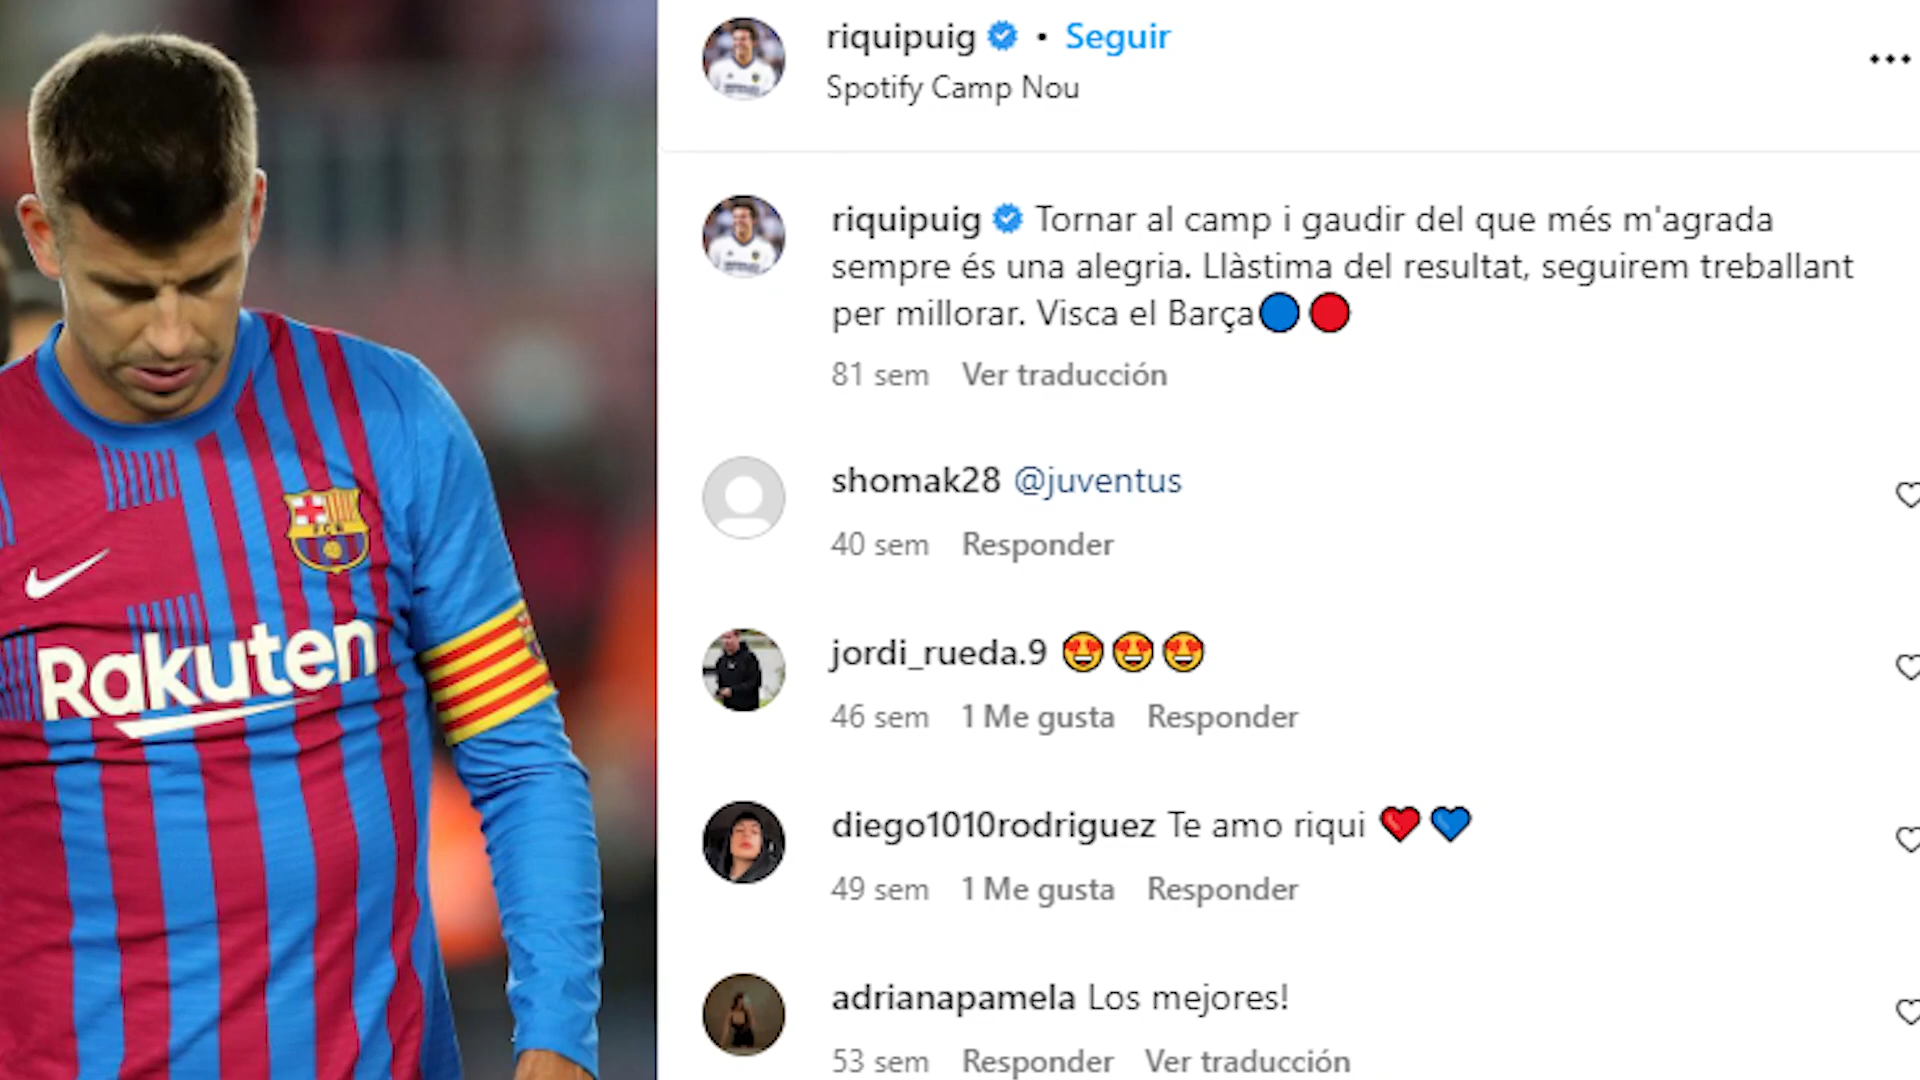 riquipuig • Seguir
Spotify Camp Nou
riquipuig Tornar al camp i gaudir del que més m'agrada
sempre és una alegria. Llàstima del resultat, seguirem treballant
per millorar. Visca el Barça🔵🔴
81 sem Ver traducción
shomak28 @juventus
40 sem Responder
jordi_rueda.9 😍😍😍
46 sem 1 Me gusta Responder
diego1010rodriguez Te amo riqui ❤️💙
49 sem 1 Me gusta Responder
adrianapamela Los mejores!
53 sem Responder Ver traducción
FCB
Rakuten